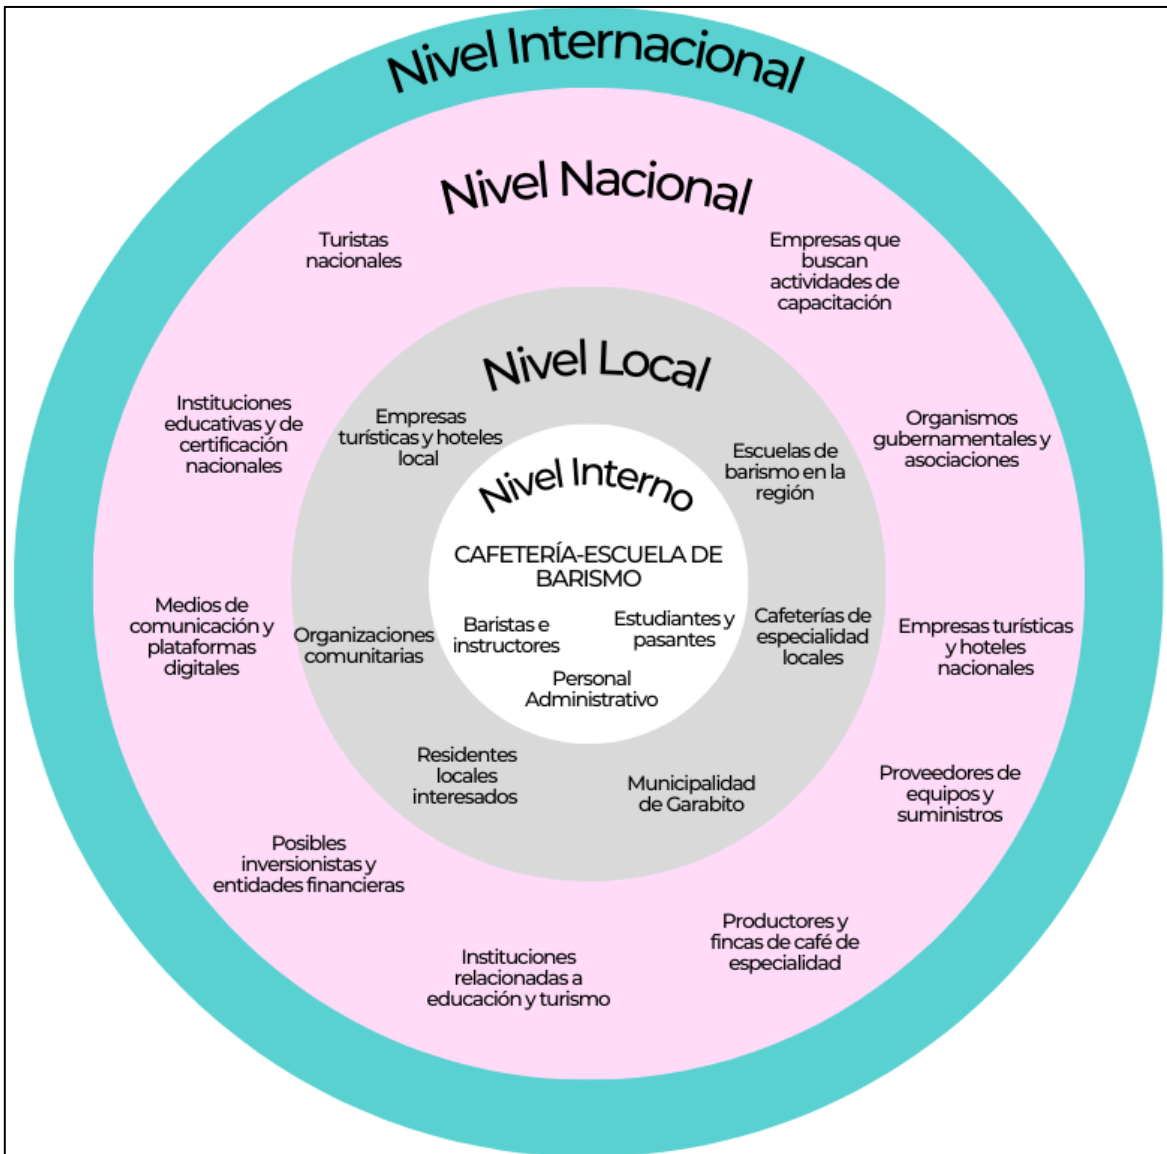 Nivel Internacional
Nivel Nacional
Turistas
nacionales
Empresas que
buscan
actividades de
capacitación
Nivel Local
Instituciones
educativas y de
certificación
nacionales
Empresas
turísticas y hoteles
local
Escuelas de
barismo en la
región
Organismos
gubernamentales y
asociaciones
Nivel Interno
CAFETERÍA-ESCUELA DE
BARISMO
Medios de
comunicación y
plataformas
digitales
Organizaciones
comunitarias
Baristas e
instructores
Estudiantes y
pasantes
Personal
Administrativo
Cafeterías de
especialidad
locales
Empresas turísticas
y hoteles
nacionales
Residentes
locales
interesados
Municipalidad
de Garabito
Proveedores de
equipos y
suministros
Posibles
inversionistas y
entidades financieras
Instituciones
relacionadas a
educación y turismo
Productores y
fincas de café de
especialidad